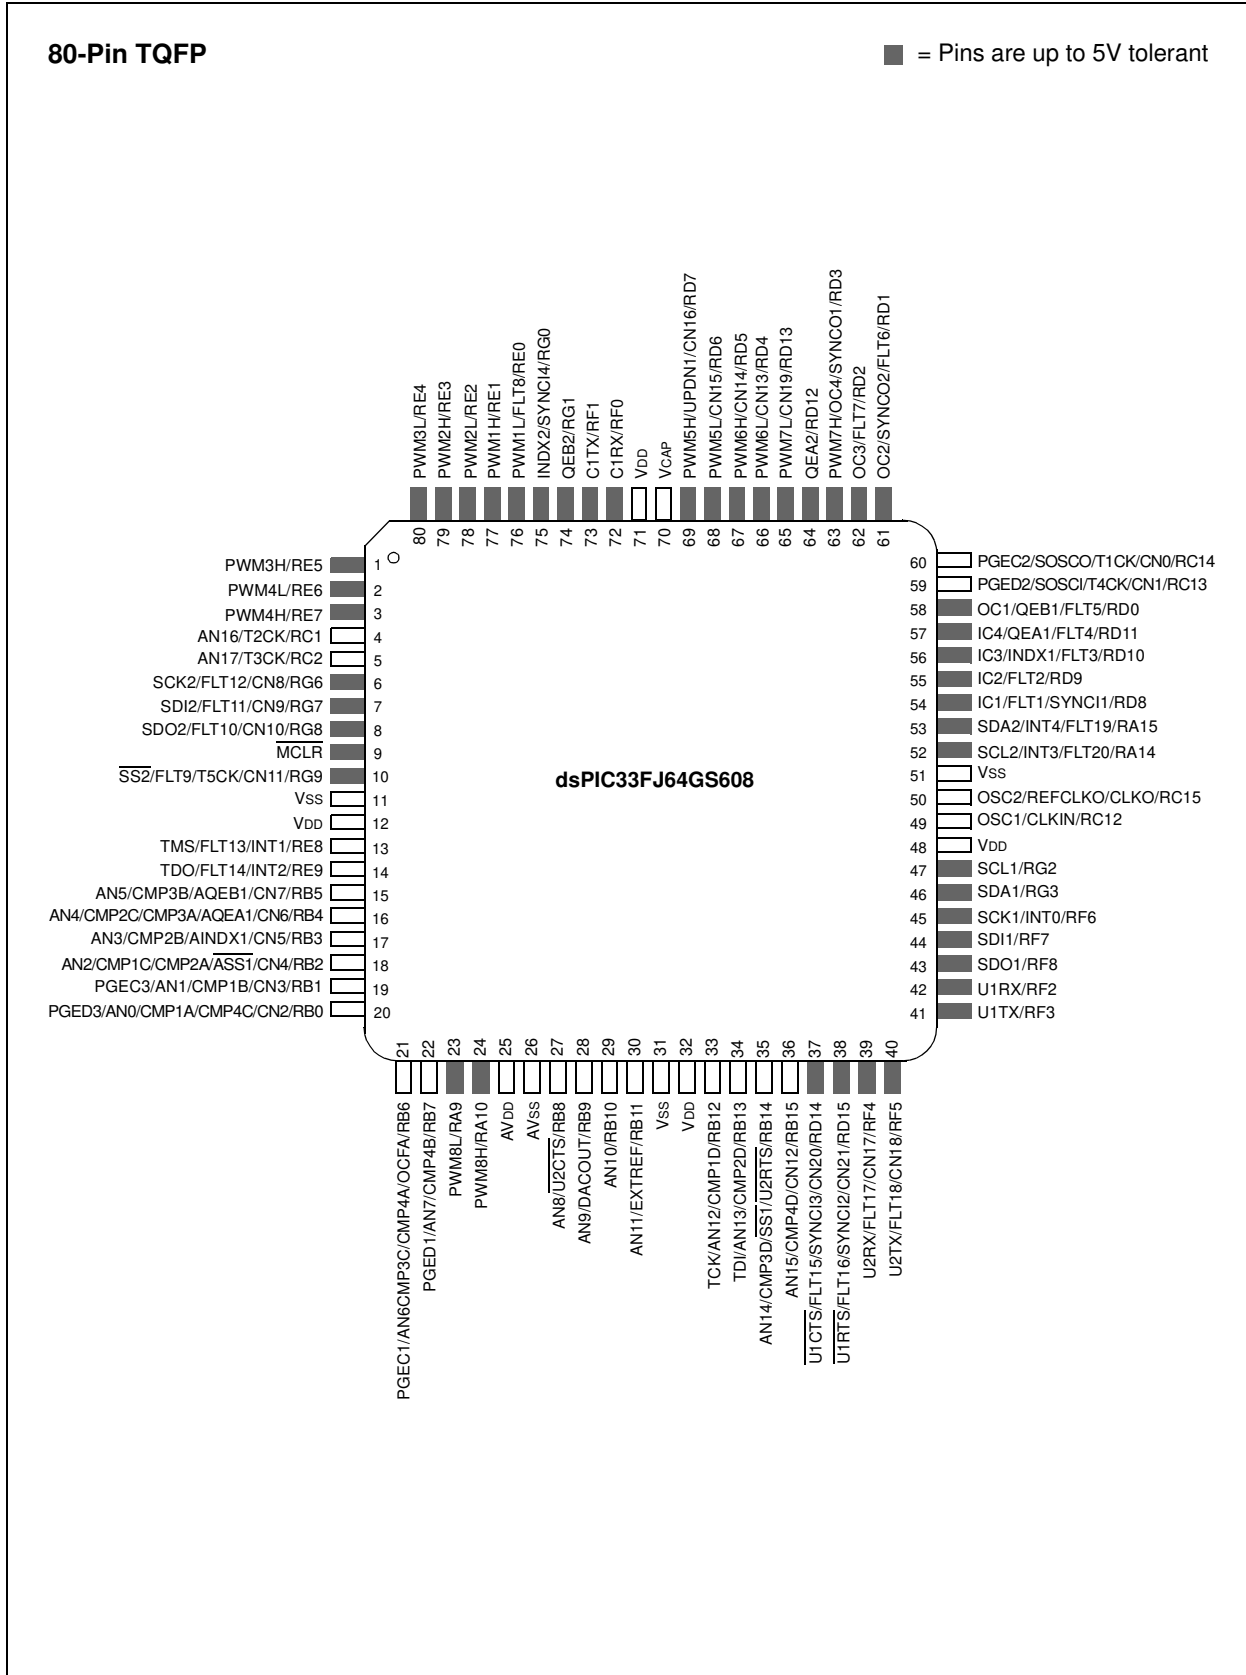 80-Pin TQFP
= Pins are up to 5V tolerant
PWM3L/RE4
PWM2H/RE3
PWM2L/RE2
PWM1H/RE1
PWM1L/FLT8/RE0
INDX2/SYNCI4/RG0
QEB2/RG1
C1TX/RF1
C1RX/RF0
VDD
VCAP
PWM5H/UPDN1/CN16/RD7
PWM5L/CN15/RD6
PWM6H/CN14/RD5
PWM6L/CN13/RD4
PWM7L/CN19/RD13
QEA2/RD12
PWM7H/OC4/SYNCO1/RD3
OC3/FLT7/RD2
OC2/SYNCO2/FLT6/RD1
80
79
78
77
76
75
74
73
72
71
70
69
68
67
66
65
64
63
62
61
PWM3H/RE5 1
PWM4L/RE6 2
PWM4H/RE7 3
AN16/T2CK/RC1 4
AN17/T3CK/RC2 5
SCK2/FLT12/CN8/RG6 6
SDI2/FLT11/CN9/RG7 7
SDO2/FLT10/CN10/RG8 8
MCLR 9
SS2/FLT9/T5CK/CN11/RG9 10
VSS 11
VDD 12
TMS/FLT13/INT1/RE8 13
TDO/FLT14/INT2/RE9 14
AN5/CMP3B/AQEB1/CN7/RB5 15
AN4/CMP2C/CMP3A/AQEA1/CN6/RB4 16
AN3/CMP2B/AINDX1/CN5/RB3 17
AN2/CMP1C/CMP2A/ASS1/CN4/RB2 18
PGEC3/AN1/CMP1B/CN3/RB1 19
PGED3/AN0/CMP1A/CMP4C/CN2/RB0 20
dsPIC33FJ64GS608
60 PGEC2/SOSCO/T1CK/CN0/RC14
59 PGED2/SOSCI/T4CK/CN1/RC13
58 OC1/QEB1/FLT5/RD0
57 IC4/QEA1/FLT4/RD11
56 IC3/INDX1/FLT3/RD10
55 IC2/FLT2/RD9
54 IC1/FLT1/SYNCI1/RD8
53 SDA2/INT4/FLT19/RA15
52 SCL2/INT3/FLT20/RA14
51 VSS
50 OSC2/REFCLKO/CLKO/RC15
49 OSC1/CLKIN/RC12
48 VDD
47 SCL1/RG2
46 SDA1/RG3
45 SCK1/INT0/RF6
44 SDI1/RF7
43 SDO1/RF8
42 U1RX/RF2
41 U1TX/RF3
21
22
23
24
25
26
27
28
29
30
31
32
33
34
35
36
37
38
39
40
PGEC1/AN6CMP3C/CMP4A/OCFA/RB6
PGED1/AN7/CMP4B/RB7
PWM8L/RA9
PWM8H/RA10
AVDD
AVSS
AN8/U2CTS/RB8
AN9/DACOUT/RB9
AN10/RB10
AN11/EXTREF/RB11
VSS
VDD
TCK/AN12/CMP1D/RB12
TDI/AN13/CMP2D/RB13
AN14/CMP3D/SS1/U2RTS/RB14
AN15/CMP4D/CN12/RB15
U1CTS/FLT15/SYNCI3/CN20/RD14
U1RTS/FLT16/SYNCI2/CN21/RD15
U2RX/FLT17/CN17/RF4
U2TX/FLT18/CN18/RF5